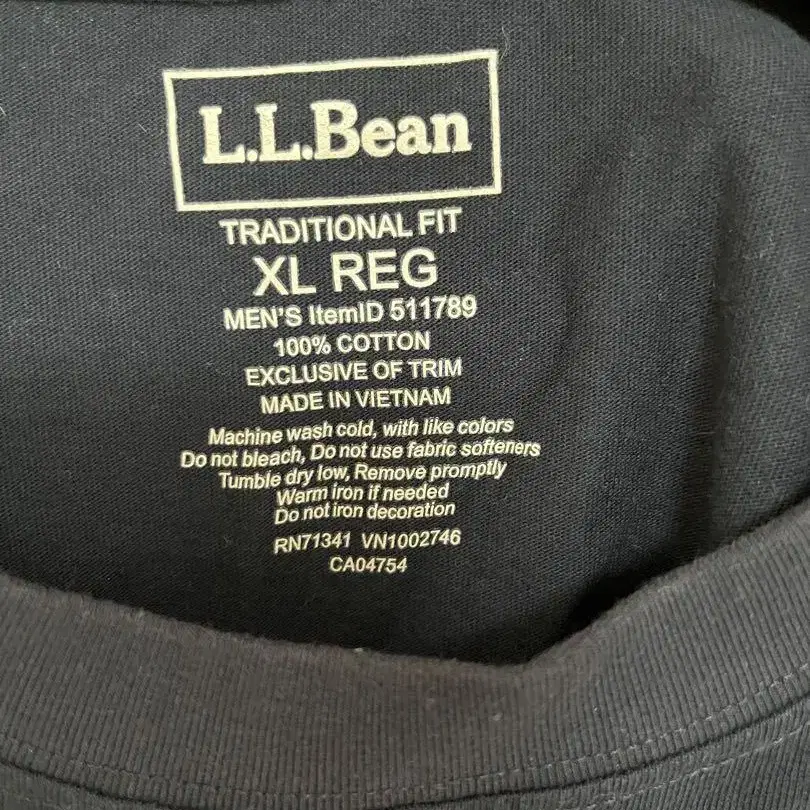 L.L.Bean
TRADITIONAL FIT
XL REG
MEN'S ItemID 511789
100% COTTON
EXCLUSIVE OF TRIM
MADE IN VIETNAM
Machine wash cold, with like colors
Do not bleach, Do not use fabric softeners
Tumble dry low, Remove promptly
Warm iron if needed
Do not iron decoration
RN71341 VN1002746
CA04754